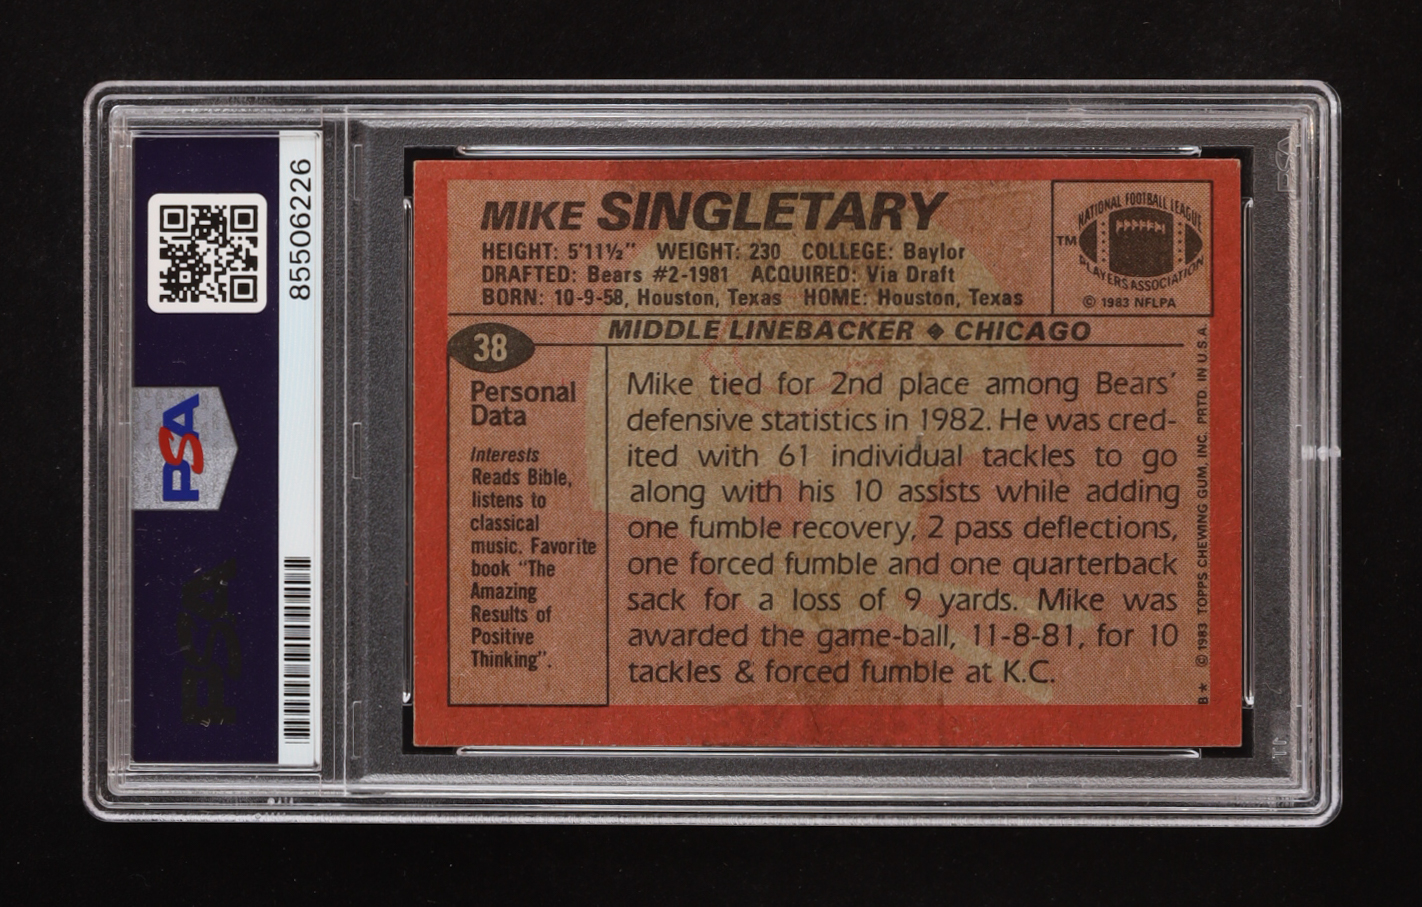 85506226
PSA
PSA
MIKE SINGLETARY
HEIGHT: 5'11½" WEIGHT: 230 COLLEGE: Baylor
DRAFTED: Bears #2-1981 ACQUIRED: Via Draft
BORN: 10-9-58, Houston, Texas HOME: Houston, Texas
NATIONAL FOOTBALL LEAGUE
TM
PLAYERS ASSOCIATION
© 1983 NFLPA
MIDDLE LINEBACKER ◆ CHICAGO
38
Personal
Data
Interests
Reads Bible,
listens to
classical
music. Favorite
book "The
Amazing
Results of
Positive
Thinking".
Mike tied for 2nd place among Bears'
defensive statistics in 1982. He was cred-
ited with 61 individual tackles to go
along with his 10 assists while adding
one fumble recovery, 2 pass deflections,
one forced fumble and one quarterback
sack for a loss of 9 yards. Mike was
awarded the game-ball, 11-8-81, for 10
tackles & forced fumble at K.C.
B* © 1983 TOPPS CHEWING GUM, INC. PRTD. IN U.S.A.
PSA